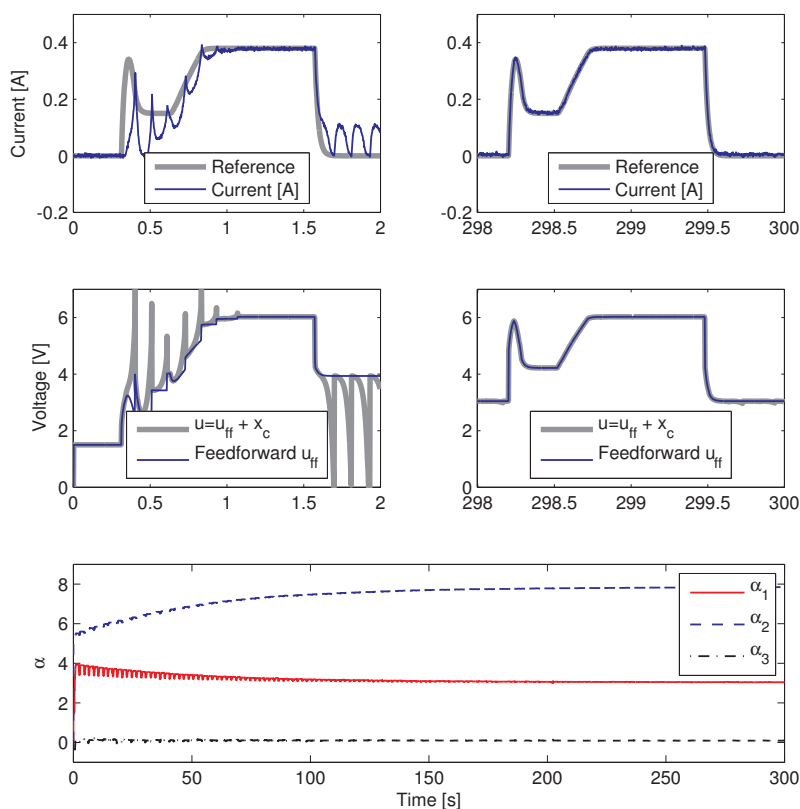 Current [A]
0.4
0.2
0
-0.2
Reference
Current [A]
0 0.5 1 1.5 2
0.4
0.2
0
-0.2
Reference
Current [A]
298 298.5 299 299.5 300
Voltage [V]
6
4
2
0
u=u_ff + x_c
Feedforward u_ff
0 0.5 1 1.5 2
6
4
2
0
u=u_ff + x_c
Feedforward u_ff
298 298.5 299 299.5 300
α
8
6
4
2
0
α_1
α_2
α_3
0 50 100 150 200 250 300
Time [s]